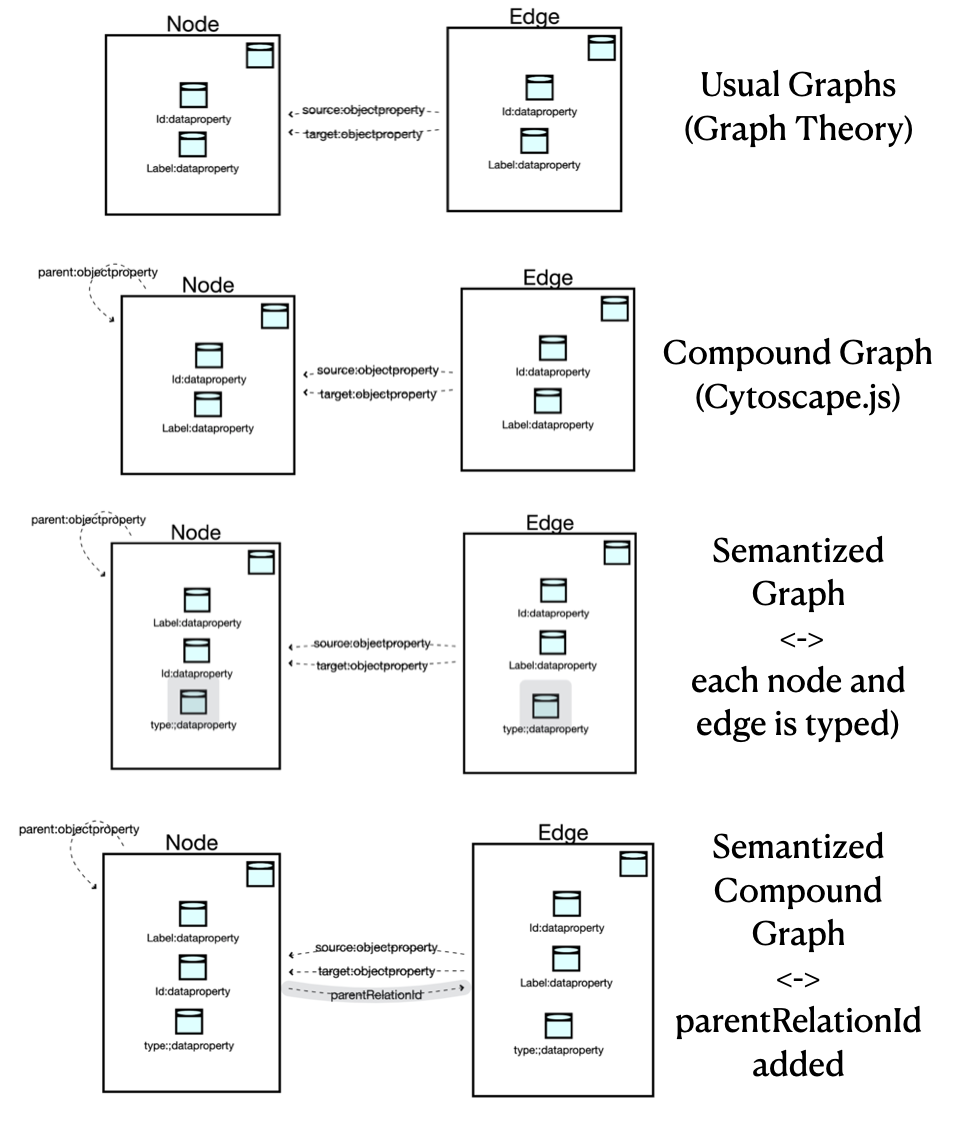 Node
Edge
Id:dataproperty
Label:dataproperty
source:objectproperty
target:objectproperty
Id:dataproperty
Label:dataproperty
Usual Graphs
(Graph Theory)
parent:objectproperty
Node
Edge
Id:dataproperty
Label:dataproperty
source:objectproperty
target:objectproperty
Id:dataproperty
Label:dataproperty
Compound Graph
(Cytoscape.js)
parent:objectproperty
Node
Edge
Label:dataproperty
Id:dataproperty
type:;dataproperty
source:objectproperty
target:objectproperty
Id:dataproperty
Label:dataproperty
type:;dataproperty
Semantized
Graph
<->
each node and
edge is typed)
parent:objectproperty
Node
Edge
Label:dataproperty
Id:dataproperty
type:;dataproperty
source:objectproperty
target:objectproperty
parentRelationId
Id:dataproperty
Label:dataproperty
type:;dataproperty
Semantized
Compound
Graph
<->
parentRelationId
added